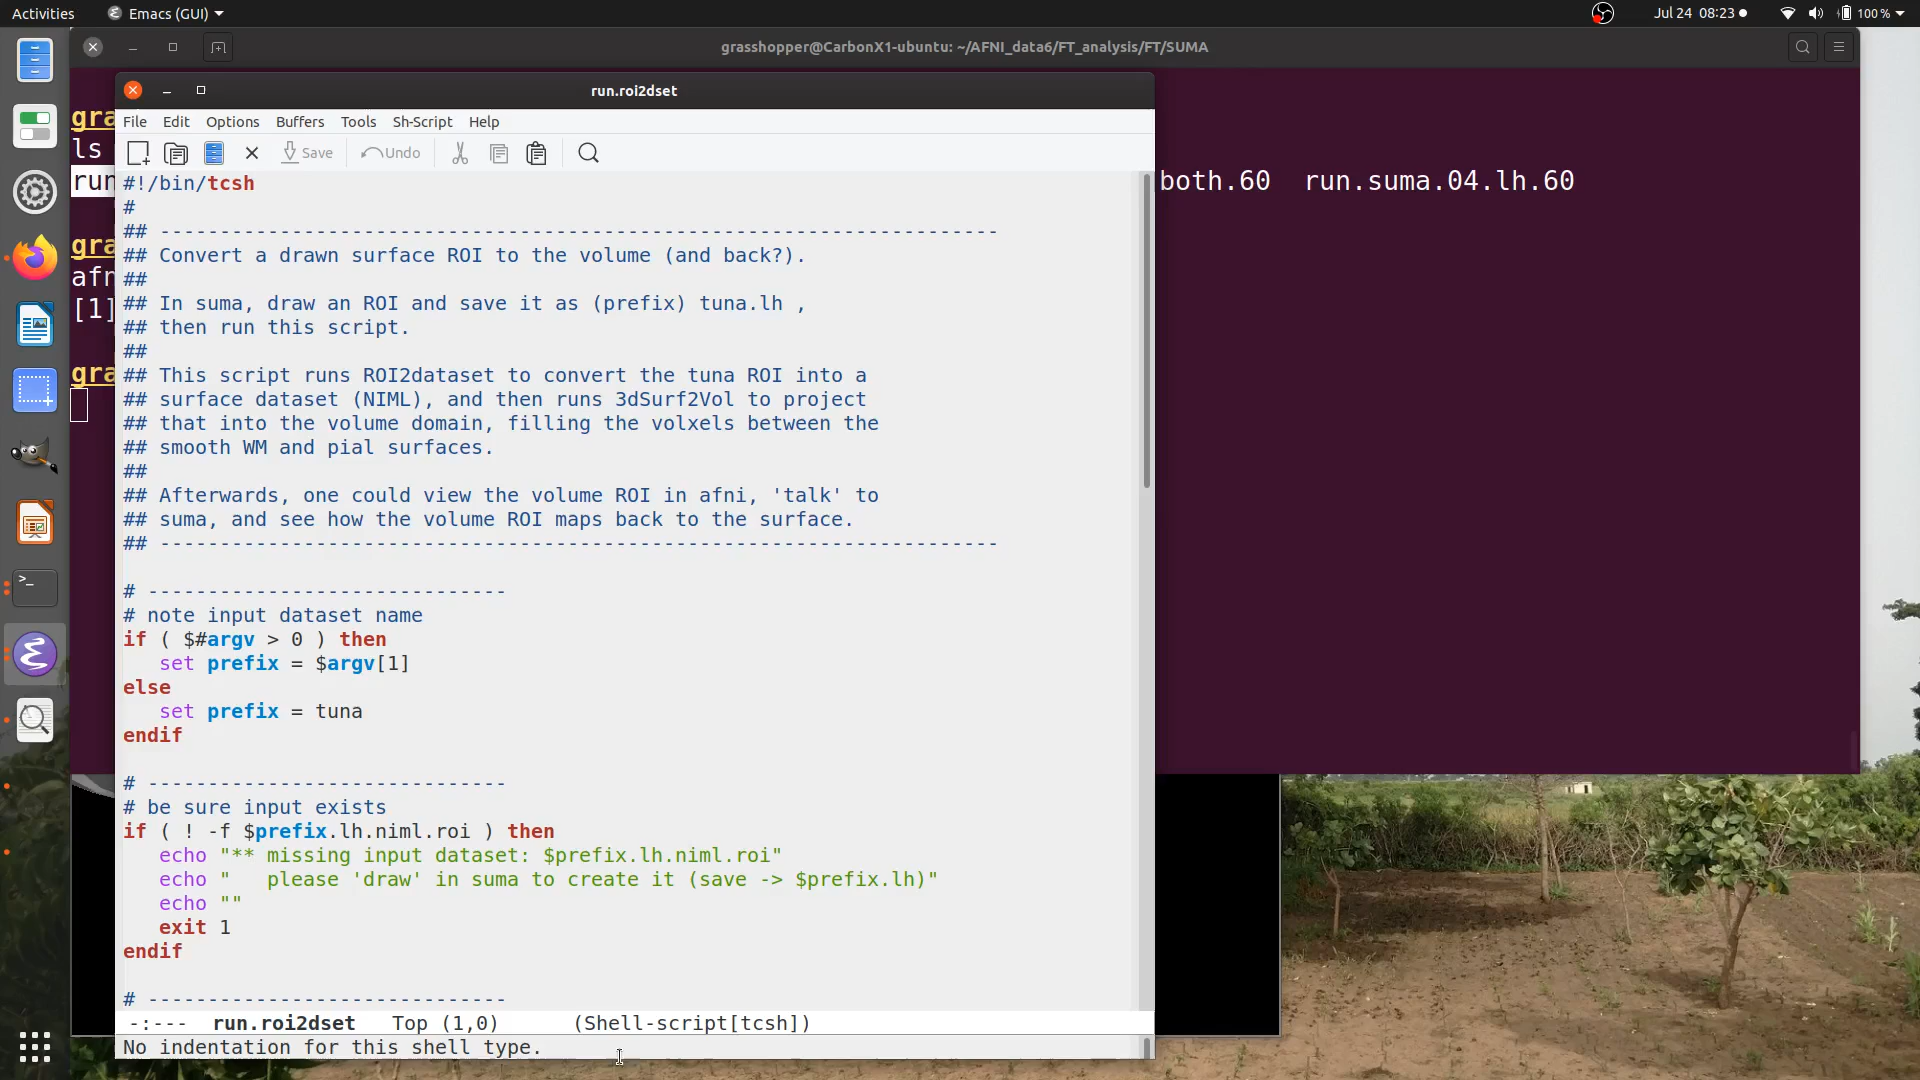 Activities
Emacs (GUI)
Jul 24 08:23
100 %
grasshopper@CarbonX1-ubuntu: ~/AFNI_data6/FT_analysis/FT/SUMA
run.roi2dset
File Edit Options Buffers Tools Sh-Script Help
Save Undo
gra
ls
run
both.60 run.suma.04.lh.60
gra
afn
[1]
gra
#!/bin/tcsh
#
## ----------------------------------------------------------------------
## Convert a drawn surface ROI to the volume (and back?).
##
## In suma, draw an ROI and save it as (prefix) tuna.lh ,
## then run this script.
##
## This script runs ROI2dataset to convert the tuna ROI into a
## surface dataset (NIML), and then runs 3dSurf2Vol to project
## that into the volume domain, filling the volxels between the
## smooth WM and pial surfaces.
##
## Afterwards, one could view the volume ROI in afni, 'talk' to
## suma, and see how the volume ROI maps back to the surface.
## ----------------------------------------------------------------------
# ------------------------------
# note input dataset name
if ( $#argv > 0 ) then
   set prefix = $argv[1]
else
   set prefix = tuna
endif
# ------------------------------
# be sure input exists
if ( ! -f $prefix.lh.niml.roi ) then
   echo "** missing input dataset: $prefix.lh.niml.roi"
   echo "   please 'draw' in suma to create it (save -> $prefix.lh)"
   echo ""
   exit 1
endif
# ------------------------------
-:--- run.roi2dset Top (1,0) (Shell-script[tcsh])
No indentation for this shell type.